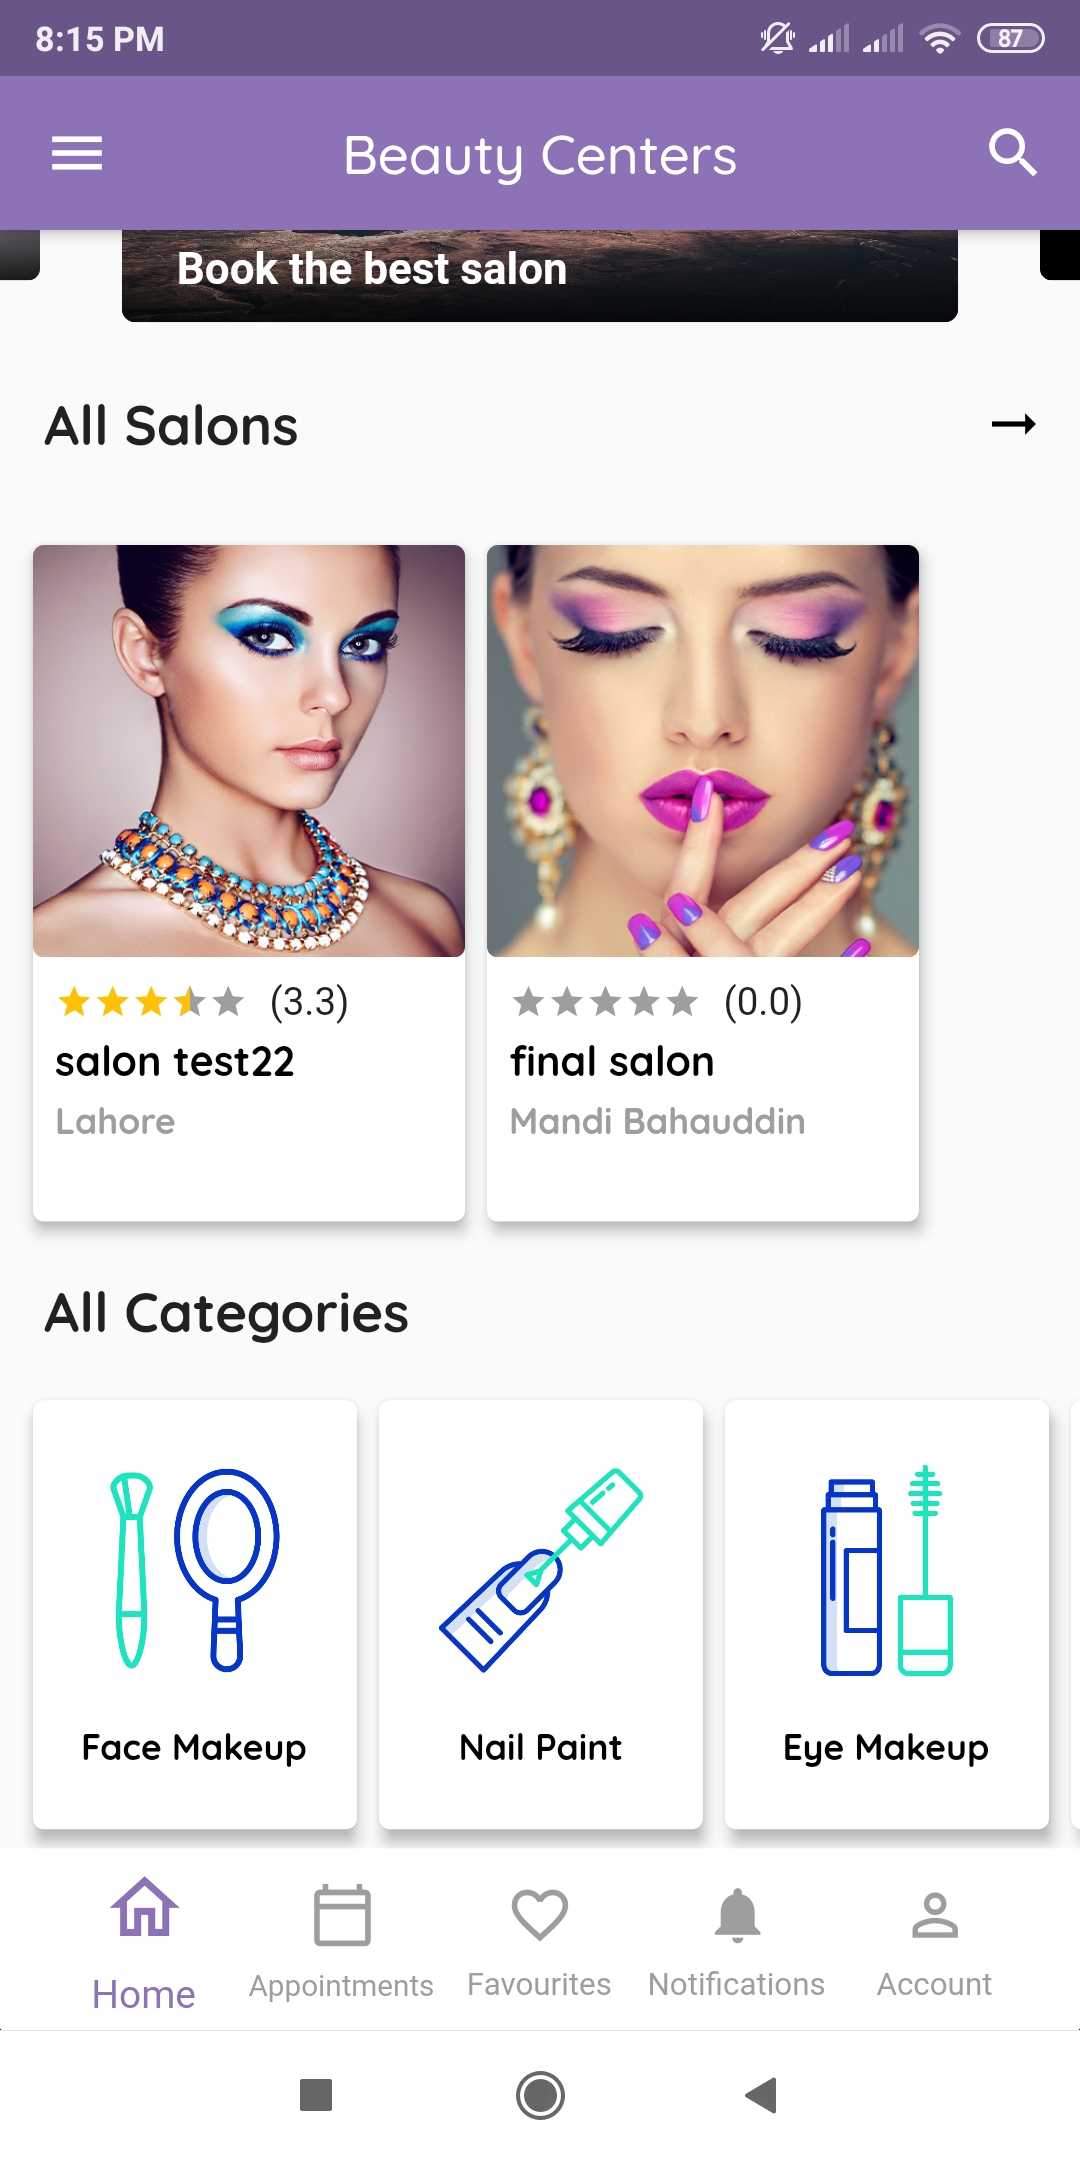 8:15 PM
87
Beauty Centers
Book the best salon
All Salons
(3.3)
salon test22
Lahore
(0.0)
final salon
Mandi Bahauddin
All Categories
Face Makeup
Nail Paint
Eye Makeup
Home
Appointments
Favourites
Notifications
Account